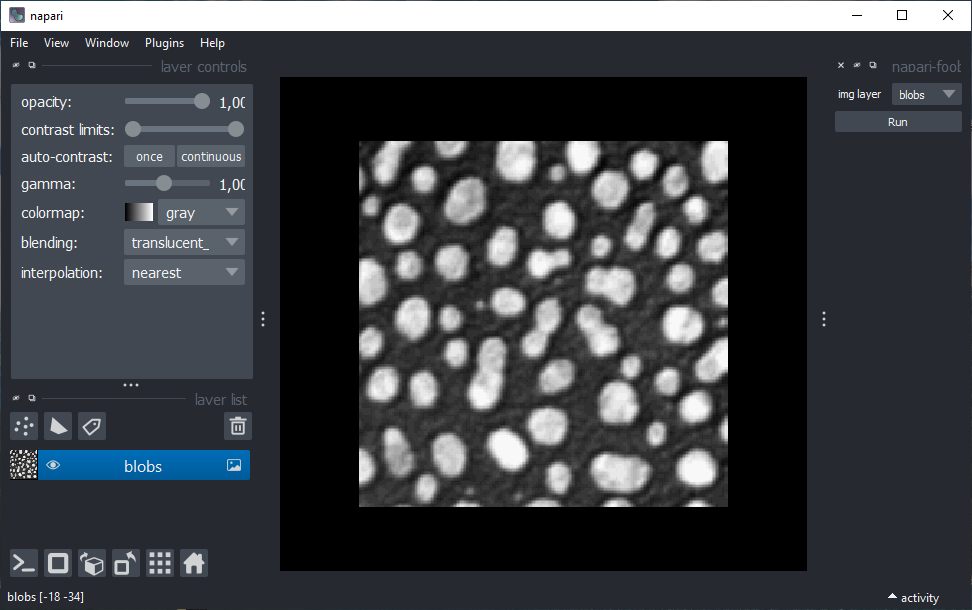 napari
File View Window Plugins Help
layer controls
napari-foob
opacity: 1,00
contrast limits:
auto-contrast: once continuous
gamma: 1,00
colormap: gray
blending: translucent_
interpolation: nearest
img layer blobs
Run
layer list
blobs
blobs [-18 -34]
activity